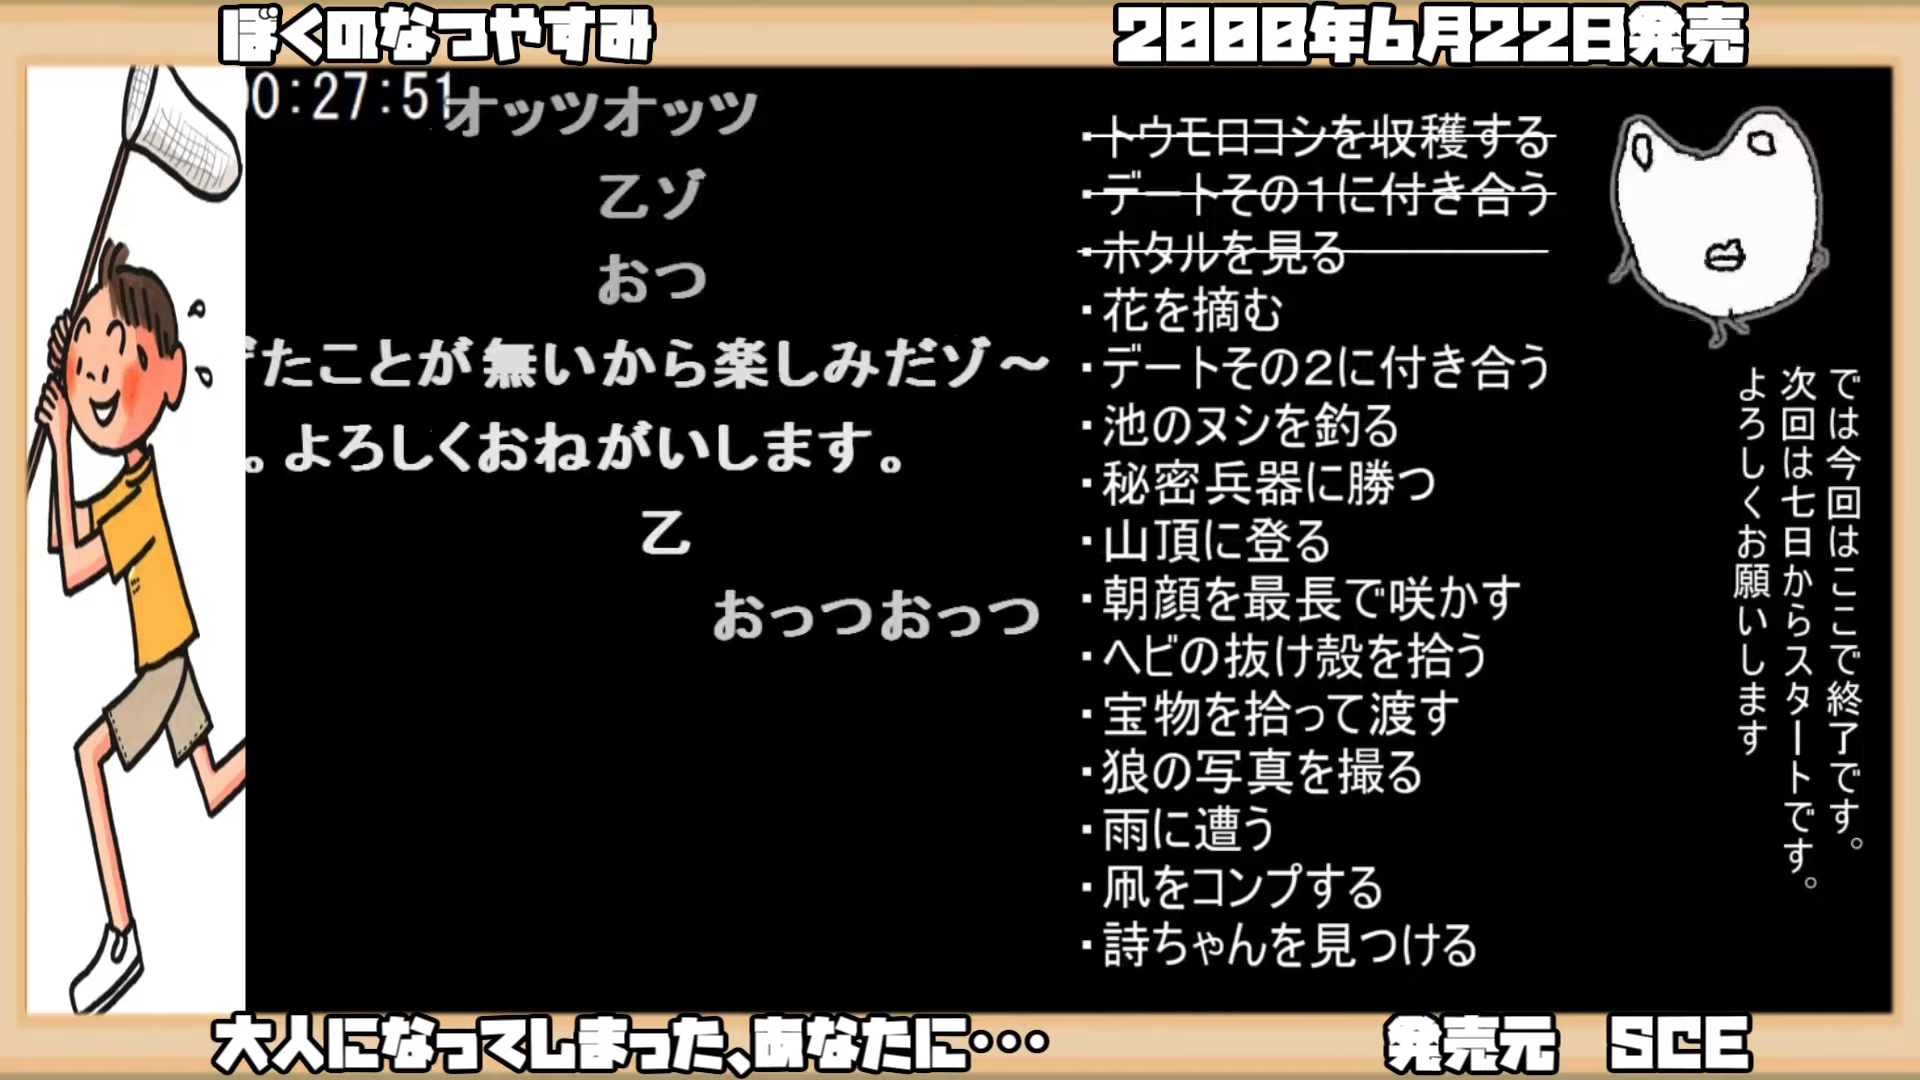 ぼくのなつやすみ
2000年6月22日発売
0:27:51
オッツオッツ
乙ゾ
おつ
たことが無いから楽しみだゾ～
。よろしくおねがいします。
乙
おっつおっつ
・トウモロコシを収穫する
・デートその1に付き合う
・ホタルを見る
・花を摘む
・デートその2に付き合う
・池のヌシを釣る
・秘密兵器に勝つ
・山頂に登る
・朝顔を最長で咲かす
・ヘビの抜け殻を拾う
・宝物を拾って渡す
・狼の写真を撮る
・雨に遭う
・凧をコンプする
・詩ちゃんを見つける
では今回はここで終了です。
次回は七日からスタートです。
よろしくお願いします
大人になってしまった、あなたに…
発売元　SCE